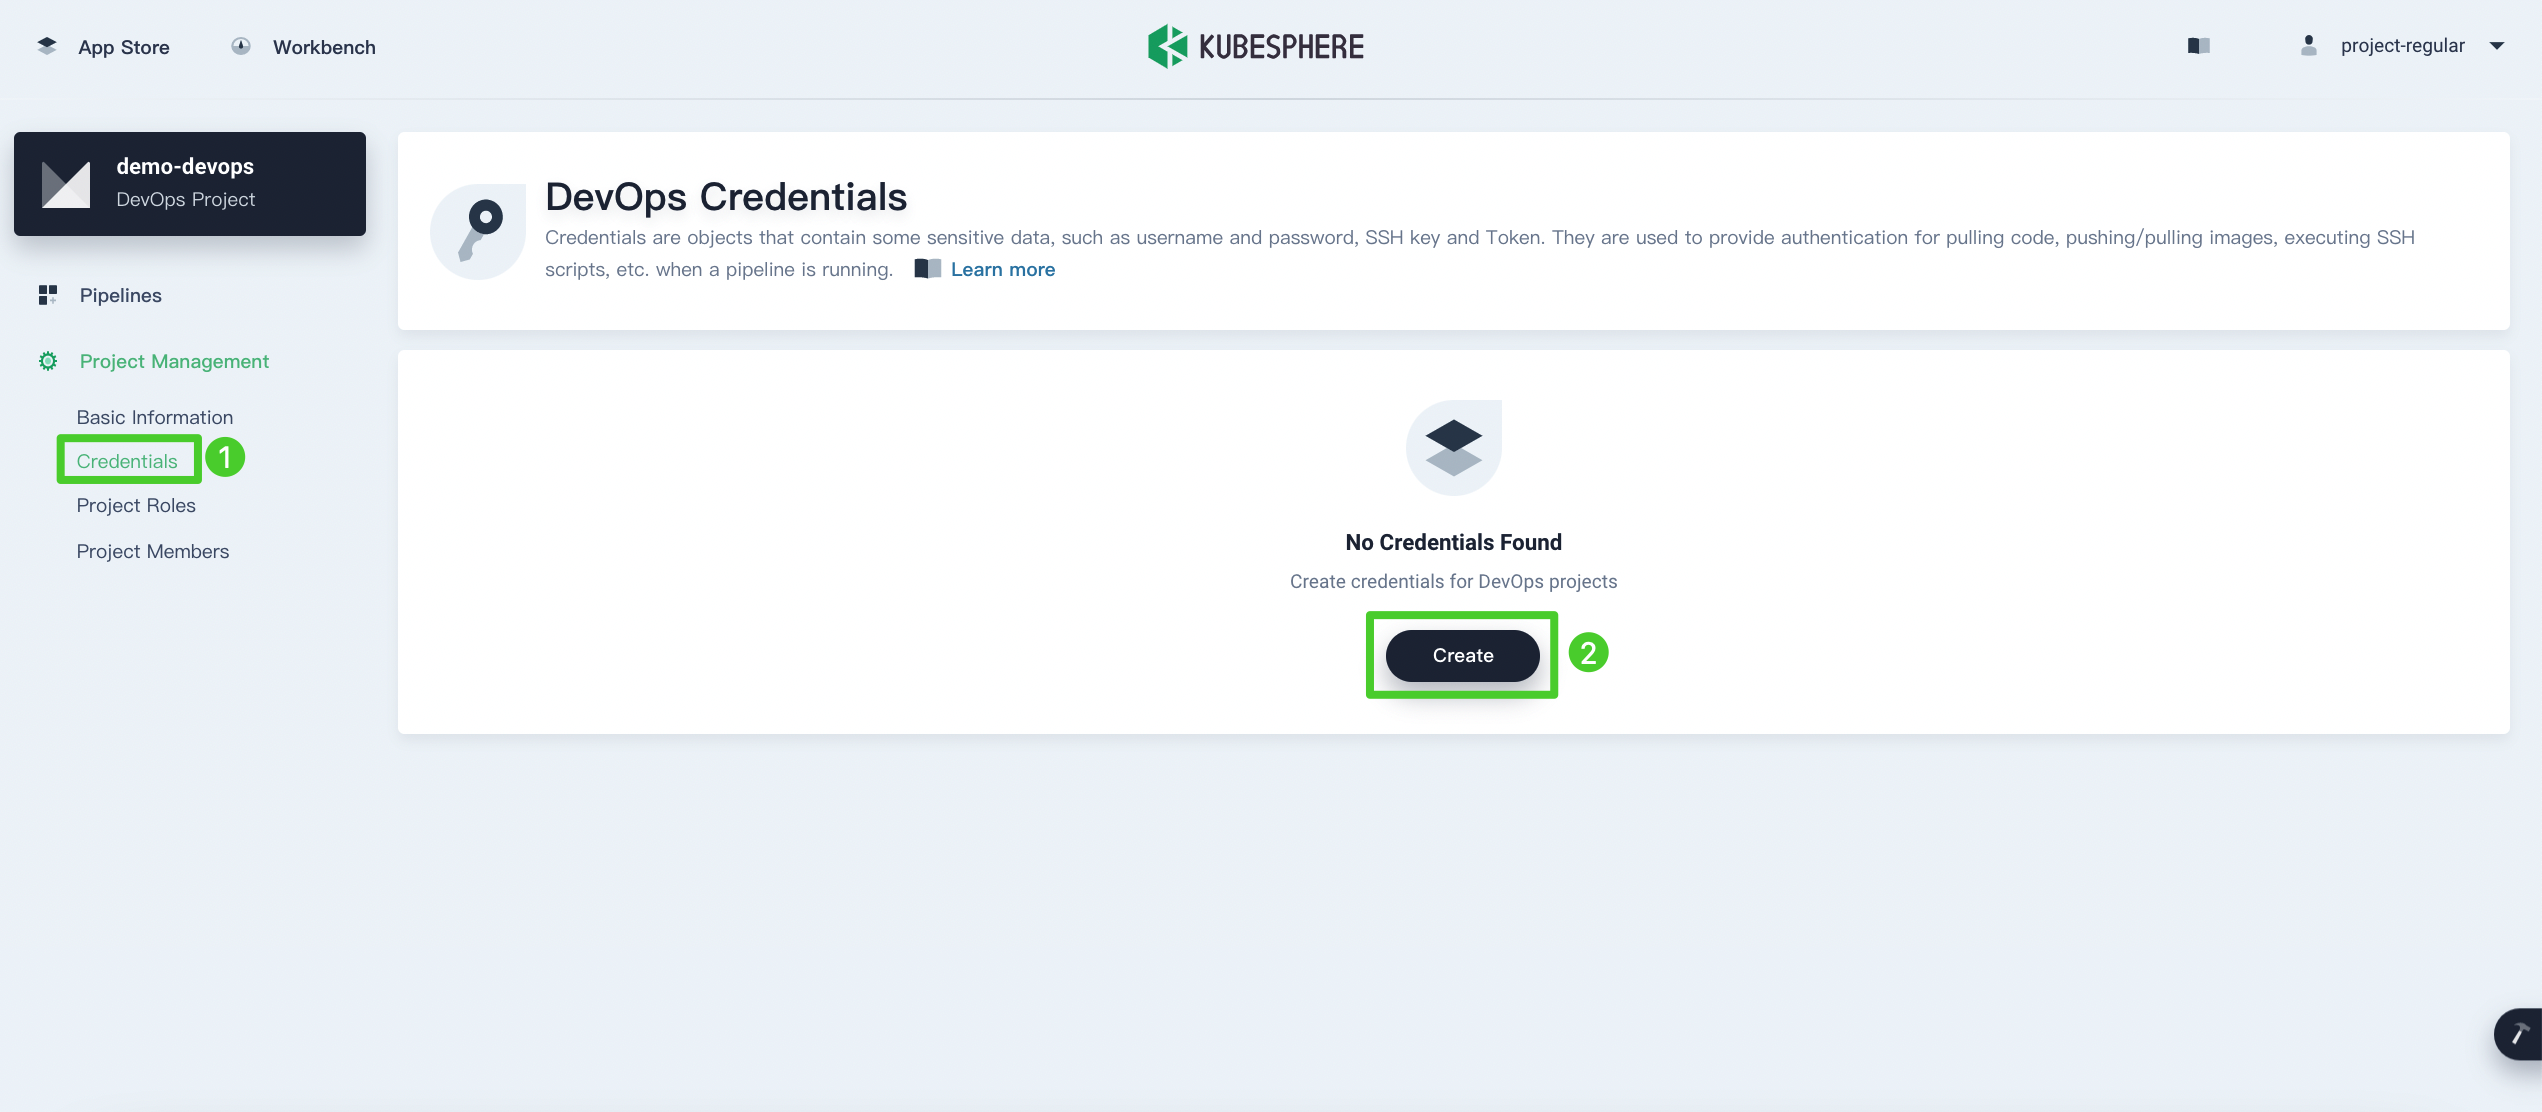 App Store
Workbench
KUBESPHERE
project-regular
demo-devops
DevOps Project
Pipelines
Project Management
Basic Information
Credentials 1
Project Roles
Project Members
DevOps Credentials
Credentials are objects that contain some sensitive data, such as username and password, SSH key and Token. They are used to provide authentication for pulling code, pushing/pulling images, executing SSH
scripts, etc. when a pipeline is running. Learn more
No Credentials Found
Create credentials for DevOps projects
Create 2